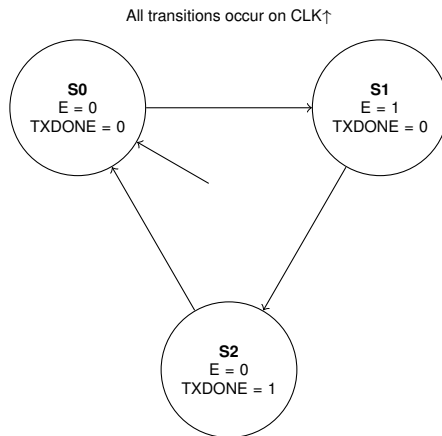 All transitions occur on CLK↑
S0
E = 0
TXDONE = 0
S1
E = 1
TXDONE = 0
S2
E = 0
TXDONE = 1